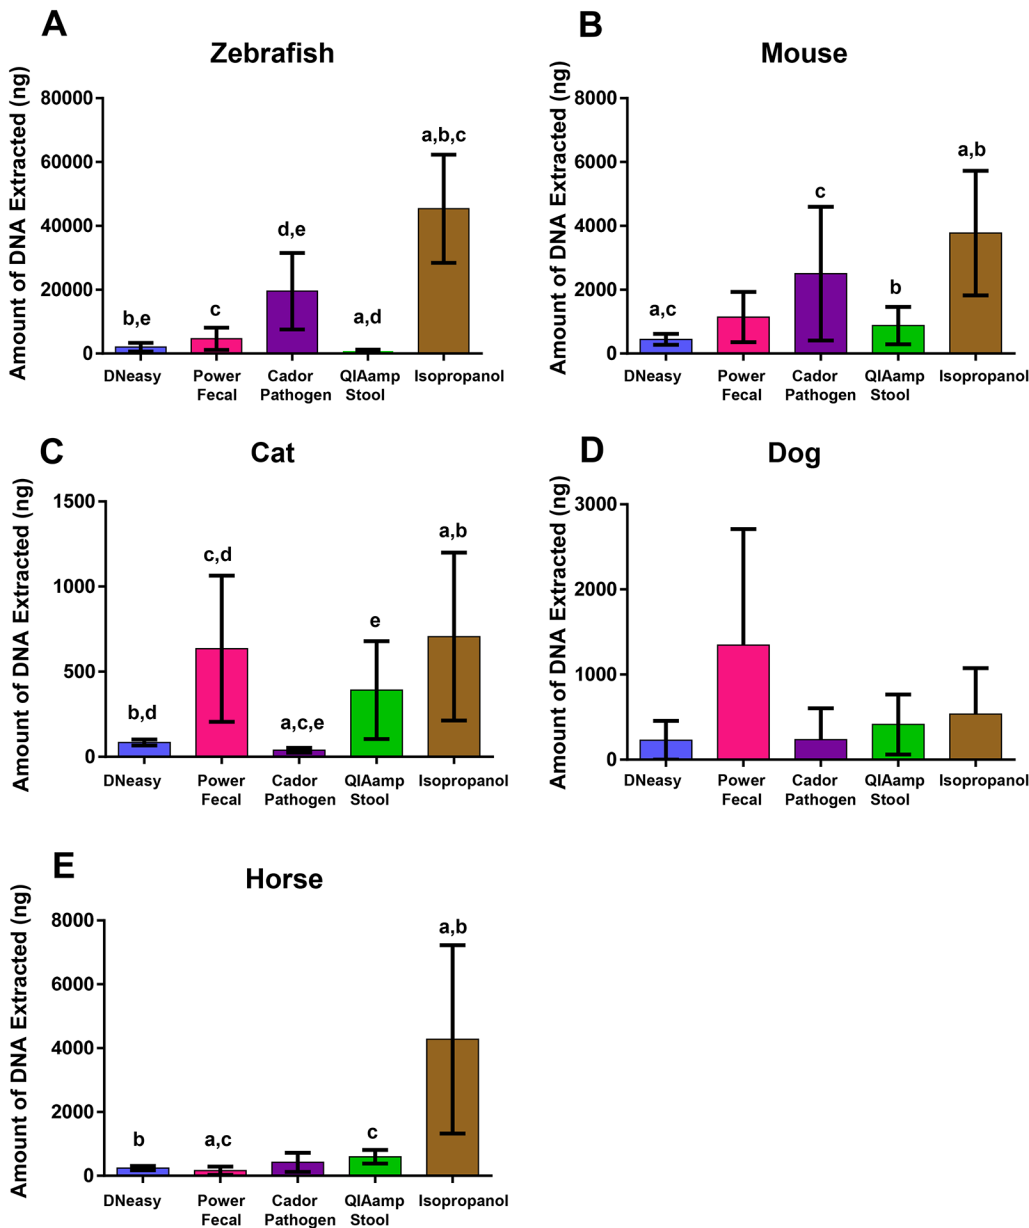 A
Zebrafish
Amount of DNA Extracted (ng)
80000
60000
40000
20000
0
b,e
c
d,e
a,d
a,b,c
DNeasy
Power
Fecal
Cador
Pathogen
QIAamp
Stool
Isopropanol
B
Mouse
Amount of DNA Extracted (ng)
8000
6000
4000
2000
0
a,c
c
b
a,b
DNeasy
Power
Fecal
Cador
Pathogen
QIAamp
Stool
Isopropanol
C
Cat
Amount of DNA Extracted (ng)
1500
1000
500
0
b,d
c,d
a,c,e
e
a,b
DNeasy
Power
Fecal
Cador
Pathogen
QIAamp
Stool
Isopropanol
D
Dog
Amount of DNA Extracted (ng)
3000
2000
1000
0
DNeasy
Power
Fecal
Cador
Pathogen
QIAamp
Stool
Isopropanol
E
Horse
Amount of DNA Extracted (ng)
8000
6000
4000
2000
0
b
a,c
c
a,b
DNeasy
Power
Fecal
Cador
Pathogen
QIAamp
Stool
Isopropanol